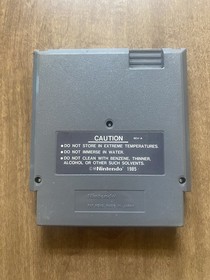 CAUTION
● DO NOT STORE IN EXTREME TEMPERATURES.
● DO NOT IMMERSE IN WATER.
● DO NOT CLEAN WITH BENZENE, THINNER,
ALCOHOL OR OTHER SUCH SOLVENTS.
©Nintendo 1985